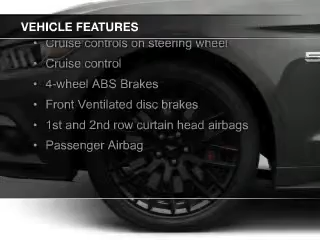 VEHICLE FEATURES
• Cruise controls on steering wheel
• Cruise control
• 4-wheel ABS Brakes
• Front Ventilated disc brakes
• 1st and 2nd row curtain head airbags
• Passenger Airbag